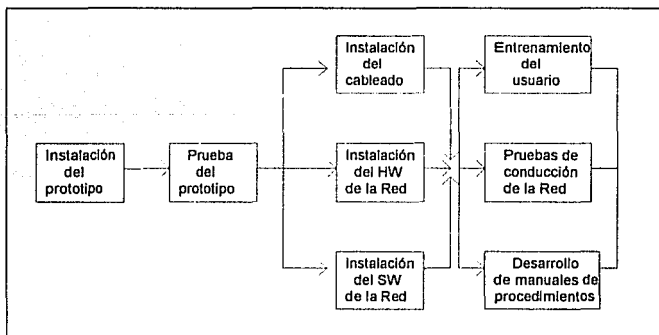 Instalación
del
prototipo
Prueba
del
prototipo
Instalación
del
cableado
Instalación
del HW
de la Red
Instalación
del SW
de la Red
Entrenamiento
del
usuario
Pruebas de
conducción
de la Red
Desarrollo
de manuales de
procedimientos